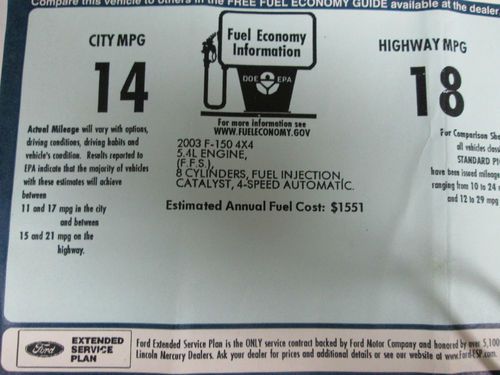 Compare this vehicle to others in the FREE FUEL ECONOMY GUIDE available at the dealer.
CITY MPG
14
Fuel Economy
Information
DOE EPA
HIGHWAY MPG
18
For more information see
WWW.FUELECONOMY.GOV
Actual Mileage will vary with options,
driving conditions, driving habits and
vehicle's condition. Results reported to
EPA indicate that the majority of vehicles
with these estimates will achieve
between
11 and 17 mpg in the city
and between
15 and 21 mpg on the
highway.
2003 F-150 4X4
5.4L ENGINE,
(F.F.S.),
8 CYLINDERS, FUEL INJECTION,
CATALYST, 4-SPEED AUTOMATIC.
Estimated Annual Fuel Cost: $1551
For Comparison Sho
all vehicles class
STANDARD P
have been issued mileage
ranging from 10 to 24
and 12 to 29 mpg
Ford
EXTENDED
SERVICE
PLAN
Ford Extended Service Plan is the ONLY service contract backed by Ford Motor Company and honored by over 5,100
Lincoln Mercury Dealers. Ask your dealer for prices and additional details or see our website at www.Ford-ESP.com.